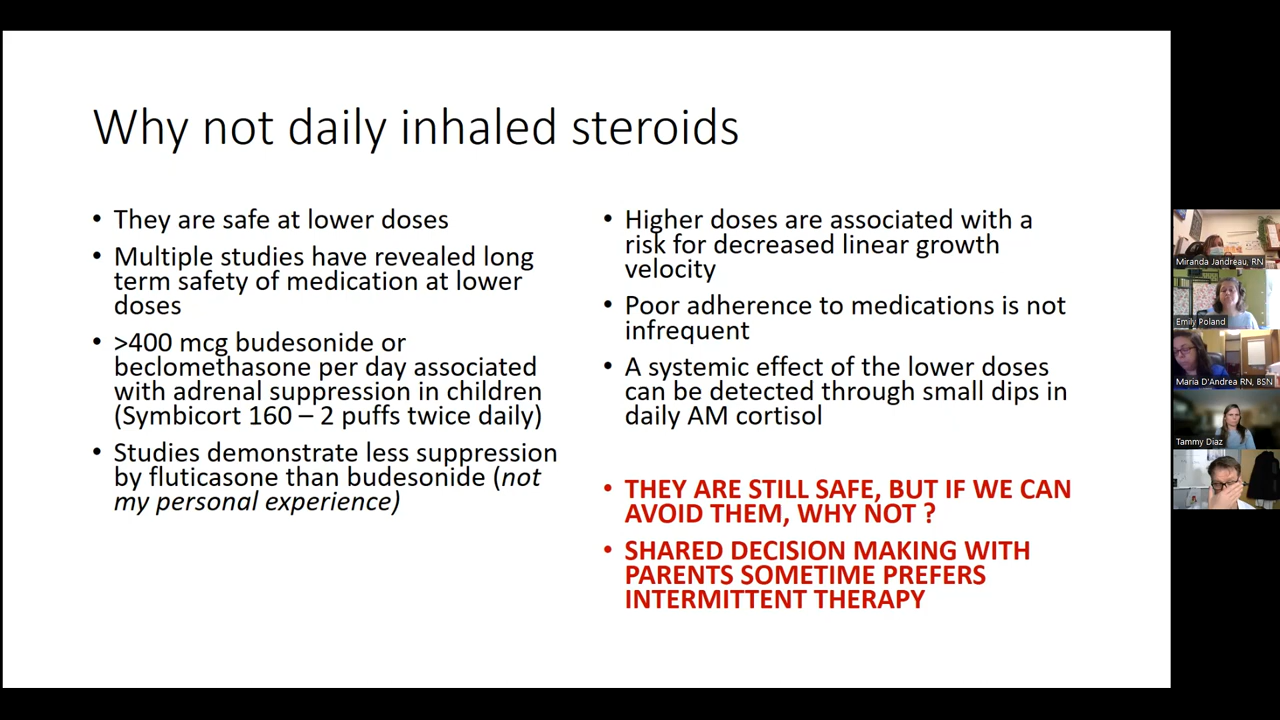 Why not daily inhaled steroids
• They are safe at lower doses
• Multiple studies have revealed long
term safety of medication at lower
doses
• >400 mcg budesonide or
beclomethasone per day associated
with adrenal suppression in children
(Symbicort 160 – 2 puffs twice daily)
• Studies demonstrate less suppression
by fluticasone than budesonide (not
my personal experience)
• Higher doses are associated with a
risk for decreased linear growth
velocity
• Poor adherence to medications is not
infrequent
• A systemic effect of the lower doses
can be detected through small dips in
daily AM cortisol
• THEY ARE STILL SAFE, BUT IF WE CAN
AVOID THEM, WHY NOT ?
• SHARED DECISION MAKING WITH
PARENTS SOMETIME PREFERS
INTERMITTENT THERAPY
Miranda Jandreau, RN
Emily Poland
Maria D'Andrea RN, BSN
Tammy Diaz